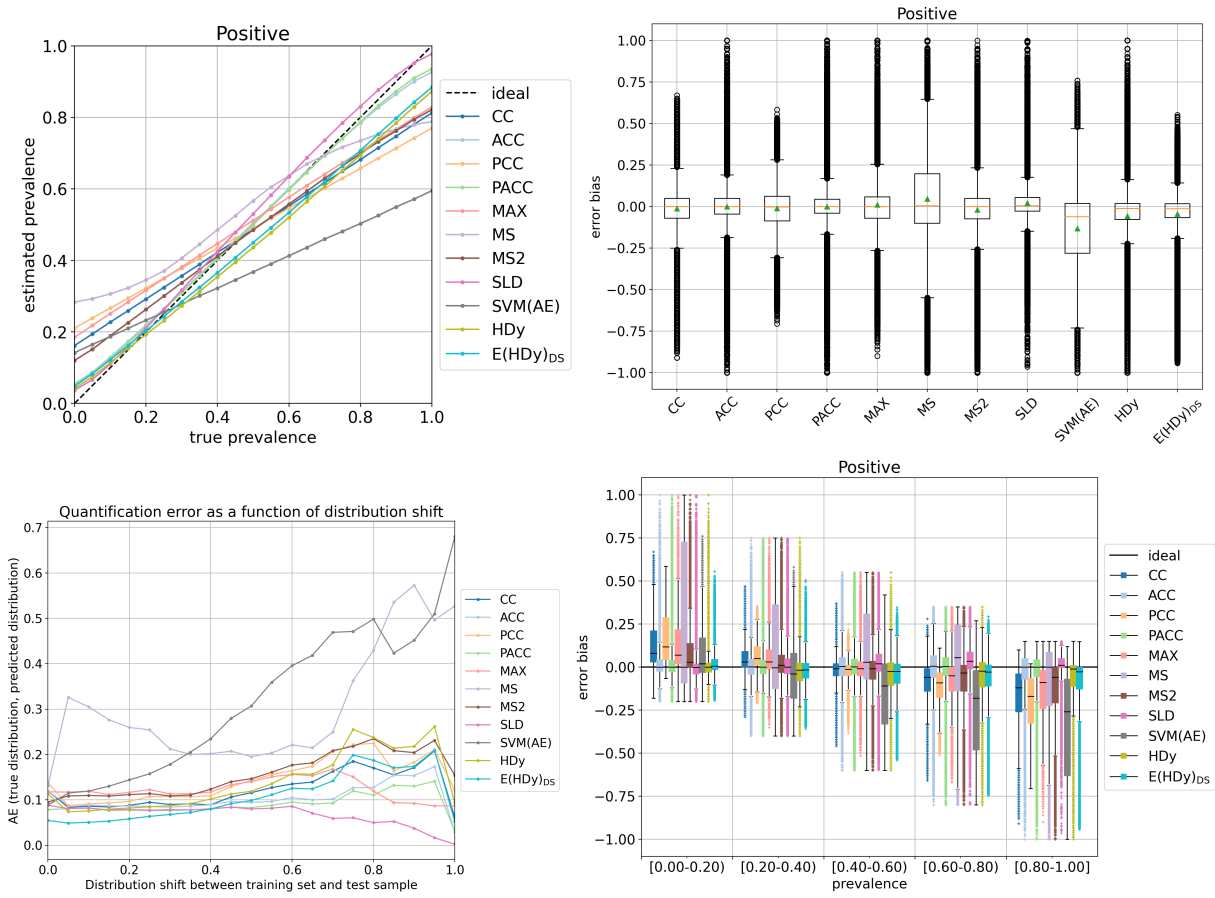 Positive
1.0
0.8
0.6
0.4
0.2
0.0
0.0 0.2 0.4 0.6 0.8 1.0
estimated prevalence
true prevalence
ideal
CC
ACC
PCC
PACC
MAX
MS
MS2
SLD
SVM(AE)
HDy
E(HDy)DS
Positive
1.00
0.75
0.50
0.25
0.00
−0.25
−0.50
−0.75
−1.00
error bias
CC ACC PCC PACC MAX MS MS2 SLD SVM(AE) HDy E(HDy)DS
Quantification error as a function of distribution shift
0.7
0.6
0.5
0.4
0.3
0.2
0.1
0.0
0.0 0.2 0.4 0.6 0.8 1.0
AE (true distribution, predicted distribution)
Distribution shift between training set and test sample
CC
ACC
PCC
PACC
MAX
MS
MS2
SLD
SVM(AE)
HDy
E(HDy)DS
Positive
1.00
0.75
0.50
0.25
0.00
−0.25
−0.50
−0.75
−1.00
error bias
[0.00-0.20) [0.20-0.40) [0.40-0.60) [0.60-0.80) [0.80-1.00]
prevalence
ideal
CC
ACC
PCC
PACC
MAX
MS
MS2
SLD
SVM(AE)
HDy
E(HDy)DS